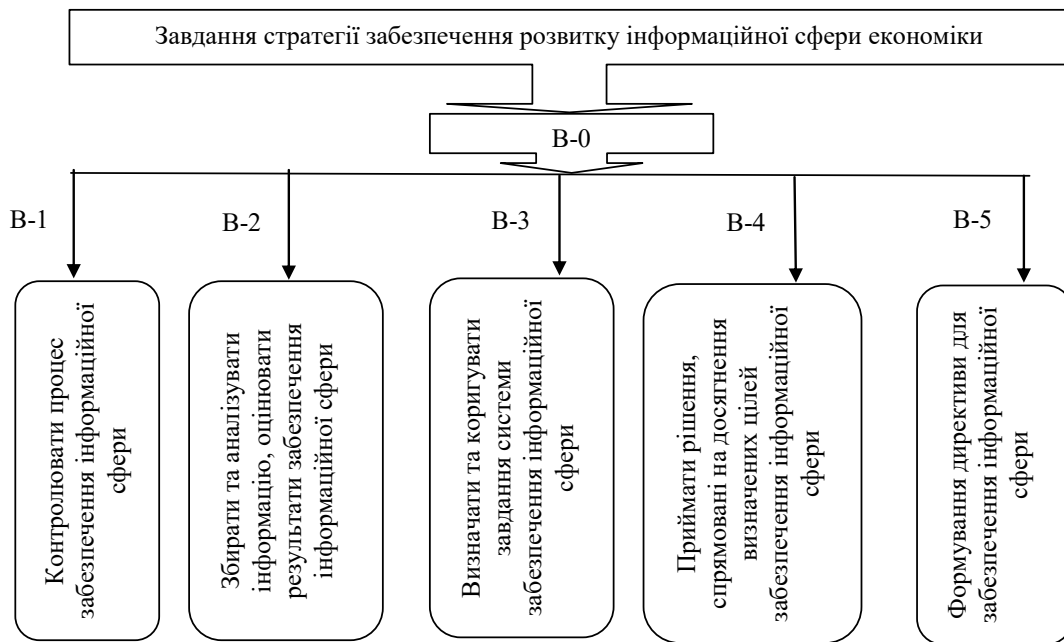 Завдання стратегії забезпечення розвитку інформаційної сфери економіки
В-0
В-1
В-2
В-3
В-4
В-5
Контролювати процес
забезпечення інформаційної
сфери
Збирати та аналізувати
інформацію, оцінювати
результати забезпечення
інформаційної сфери
Визначати та коригувати
завдання системи
забезпечення інформаційної
сфери
Приймати рішення,
спрямовані на досягнення
визначених цілей
забезпечення інформаційної
сфери
Формування директиви для
забезпечення інформаційної
сфери